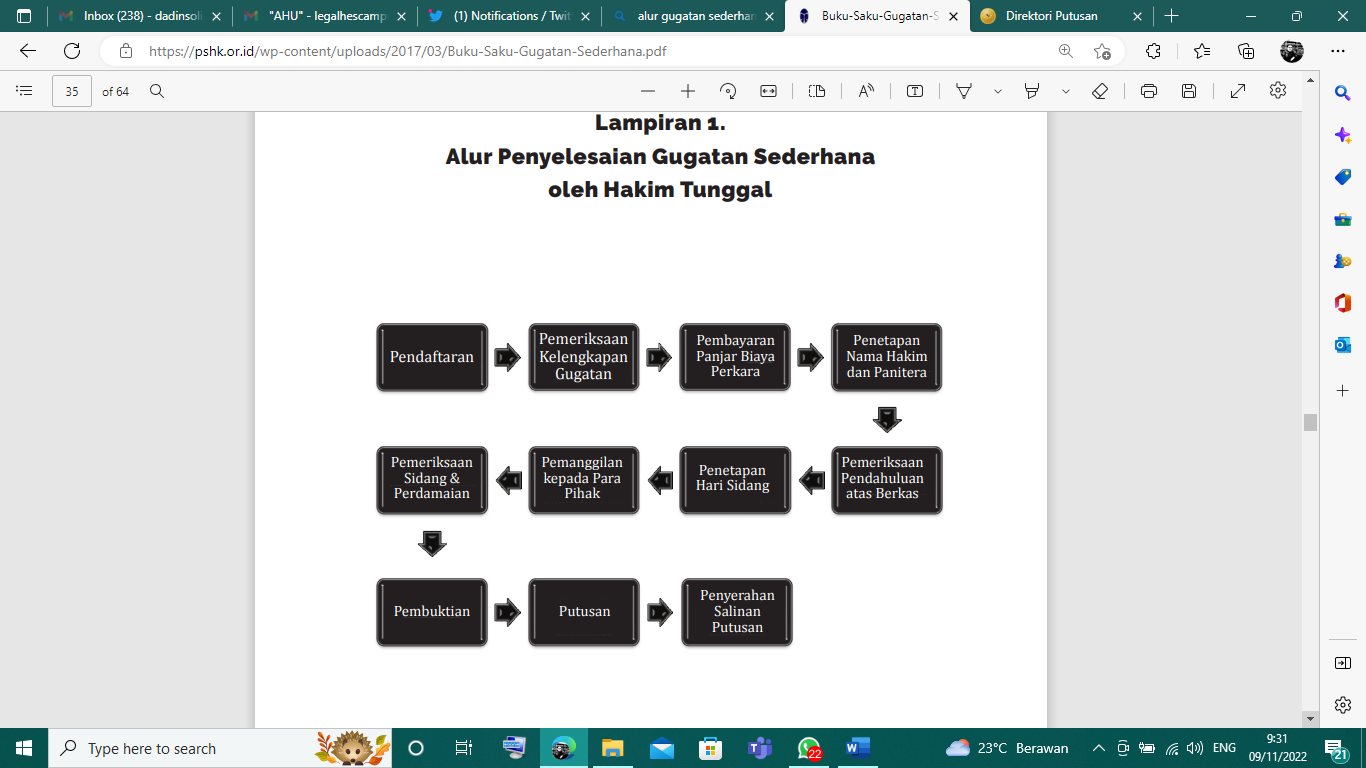 Inbox (238) - dadinsoli
"AHU" - legalhescamp
(1) Notifications / Twit
alur gugatan sederhan
Buku-Saku-Gugatan-S
Direktori Putusan
https://pshk.or.id/wp-content/uploads/2017/03/Buku-Saku-Gugatan-Sederhana.pdf
35 of 64
Lampiran 1.
Alur Penyelesaian Gugatan Sederhana
oleh Hakim Tunggal
Pendaftaran
Pemeriksaan
Kelengkapan
Gugatan
Pembayaran
Panjar Biaya
Perkara
Penetapan
Nama Hakim
dan Panitera
Pemeriksaan
Pendahuluan
atas Berkas
Penetapan
Hari Sidang
Pemanggilan
kepada Para
Pihak
Pemeriksaan
Sidang &
Perdamaian
Pembuktian
Putusan
Penyerahan
Salinan
Putusan
Type here to search
22
23°C Berawan
ENG
9:31
09/11/2022
21